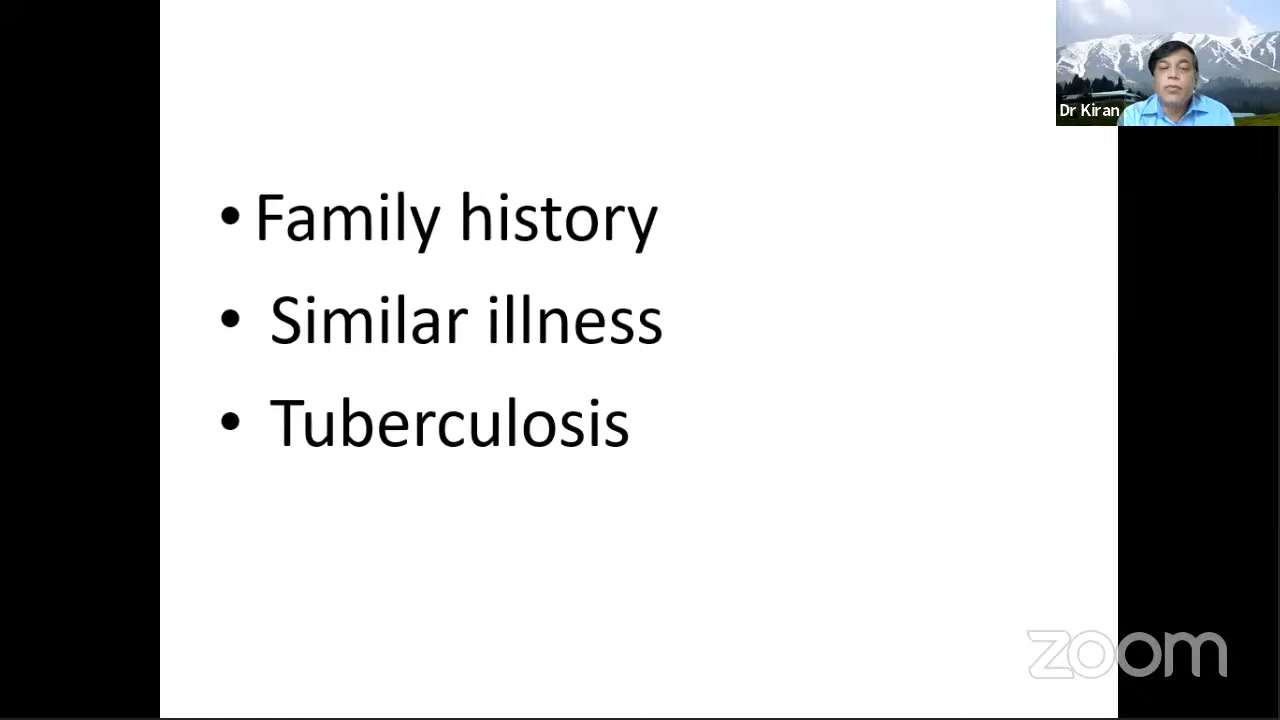 Dr Kiran
• Family history
• Similar illness
• Tuberculosis
zoom